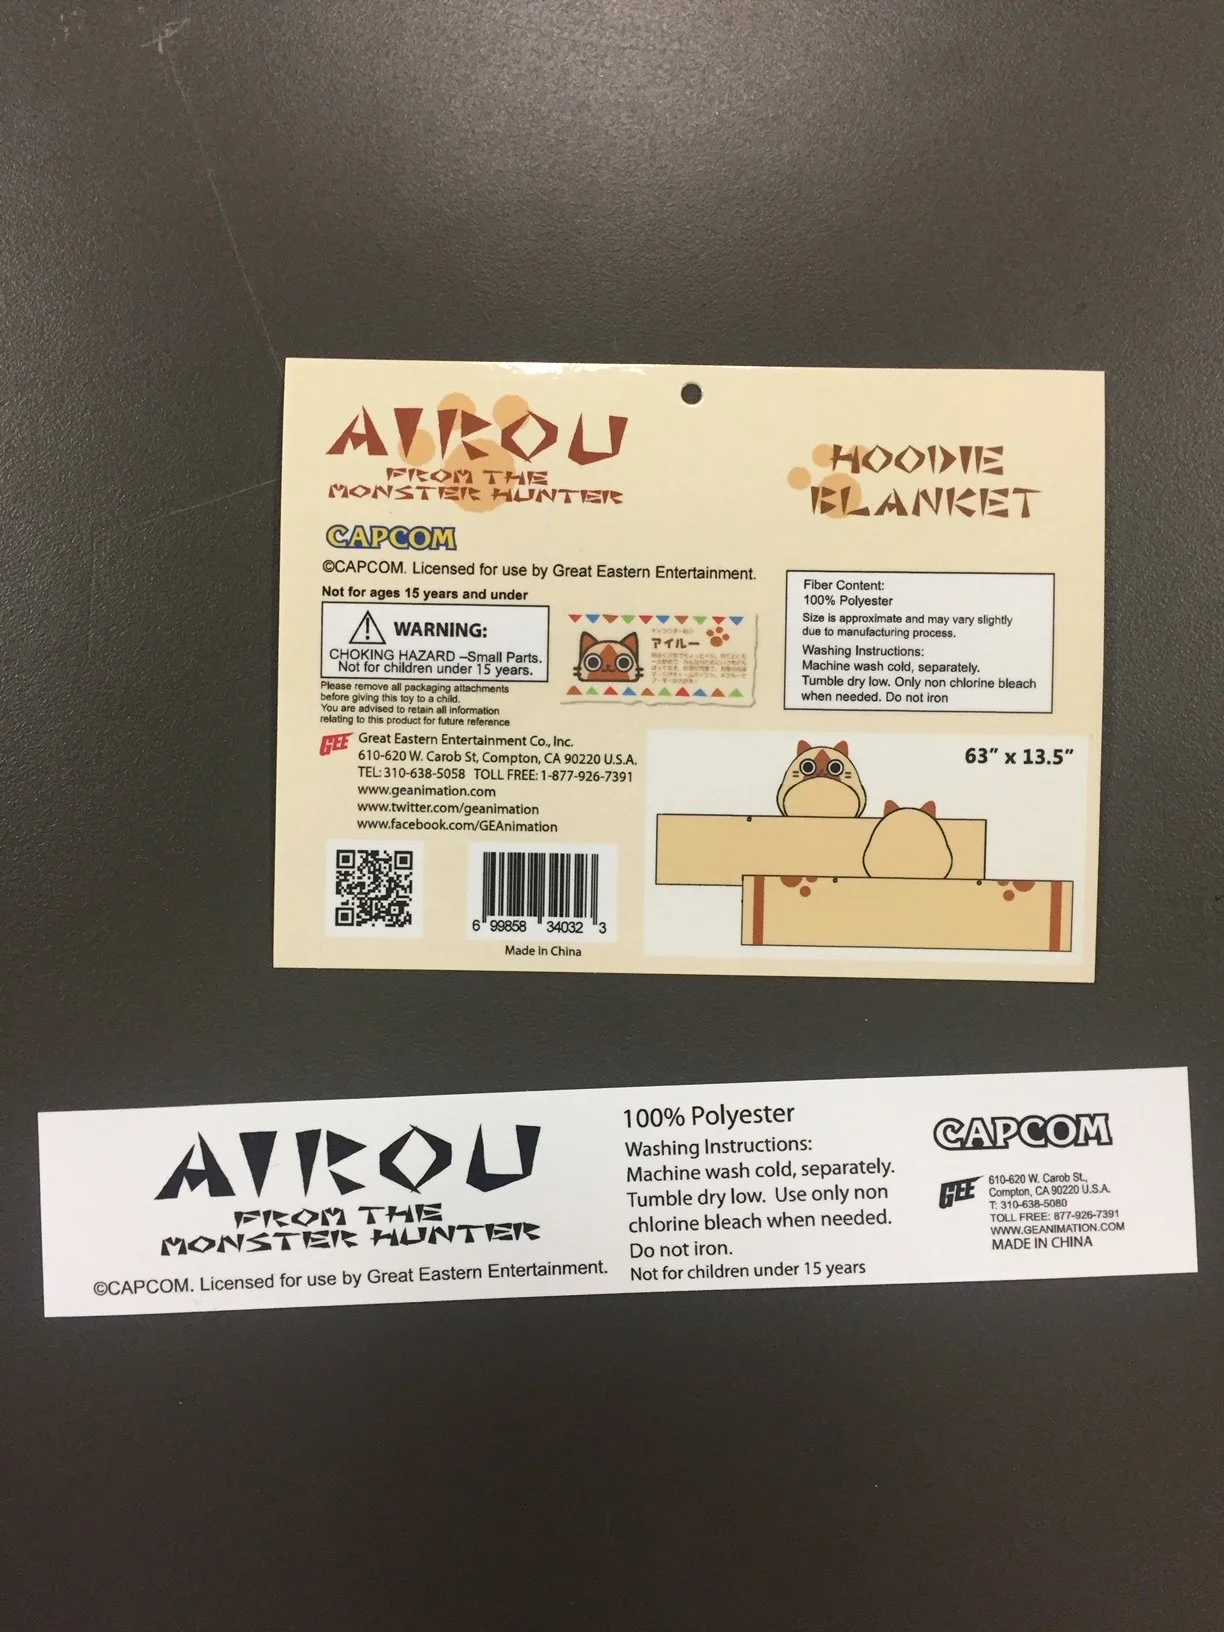 AIROU
FROM THE
MONSTER HUNTER
CAPCOM
©CAPCOM. Licensed for use by Great Eastern Entertainment.
Not for ages 15 years and under
WARNING:
CHOKING HAZARD –Small Parts.
Not for children under 15 years.
Please remove all packaging attachments
before giving this toy to a child.
You are advised to retain all information
relating to this product for future reference
アイルー
HOODIE
BLANKET
Fiber Content:
100% Polyester
Size is approximate and may vary slightly
due to manufacturing process.
Washing Instructions:
Machine wash cold, separately.
Tumble dry low. Only non chlorine bleach
when needed. Do not iron
GEE
Great Eastern Entertainment Co., Inc.
610-620 W. Carob St, Compton, CA 90220 U.S.A.
TEL: 310-638-5058 TOLL FREE: 1-877-926-7391
www.geanimation.com
www.twitter.com/geanimation
www.facebook.com/GEAnimation
6 99858 34032 3
Made in China
63” x 13.5”
AIROU
FROM THE
MONSTER HUNTER
©CAPCOM. Licensed for use by Great Eastern Entertainment.
100% Polyester
Washing Instructions:
Machine wash cold, separately.
Tumble dry low. Use only non
chlorine bleach when needed.
Do not iron.
Not for children under 15 years
CAPCOM
GEE
610-620 W. Carob St.,
Compton, CA 90220 U.S.A.
T: 310-638-5080
TOLL FREE: 877-926-7391
WWW.GEANIMATION.COM
MADE IN CHINA